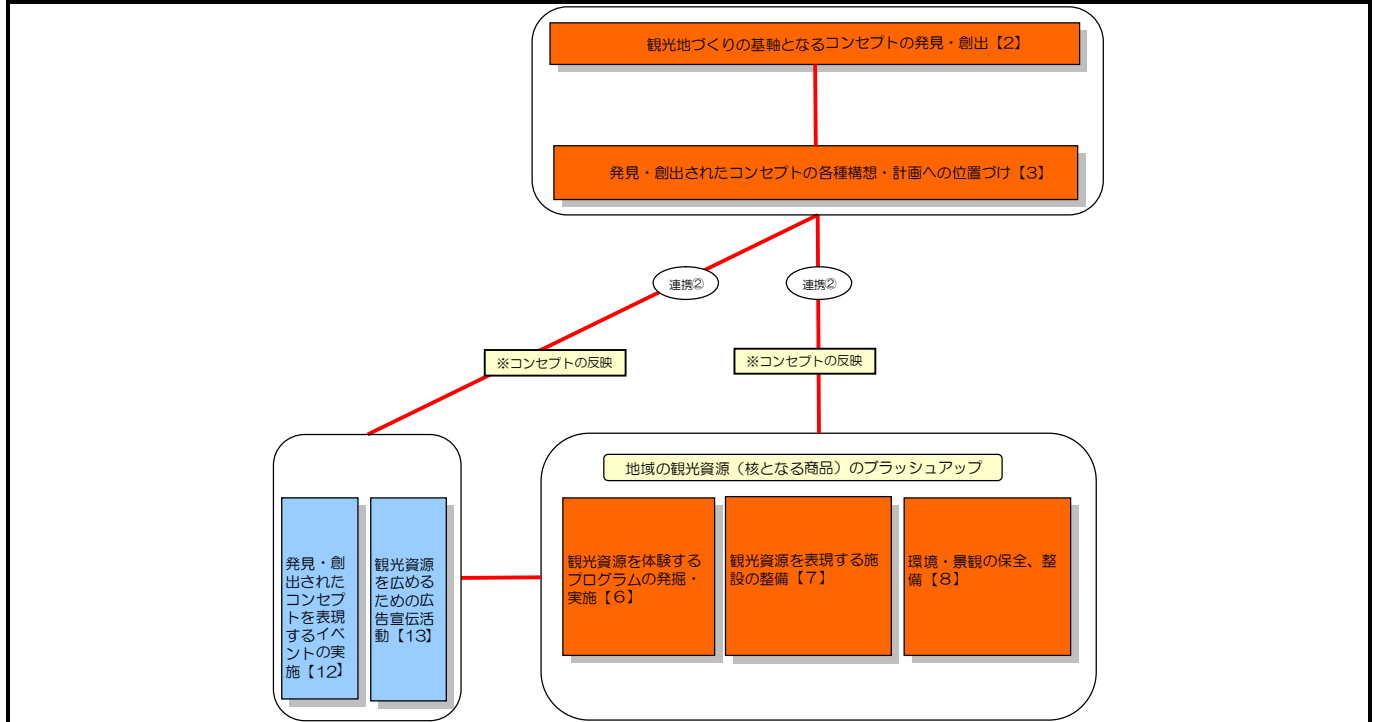 観光地づくりの基軸となるコンセプトの発見・創出【2】
発見・創出されたコンセプトの各種構想・計画への位置づけ【3】
連携②
連携②
※コンセプトの反映
※コンセプトの反映
地域の観光資源（核となる商品）のブラッシュアップ
発見・創
出された
コンセプ
トを表現
するイベ
ントの実
施【12】
観光資源
を広める
ための広
告宣伝活
動【13】
観光資源を体験する
プログラムの発掘・
実施【6】
観光資源を表現する施
設の整備【7】
環境・景観の保全、整
備【8】